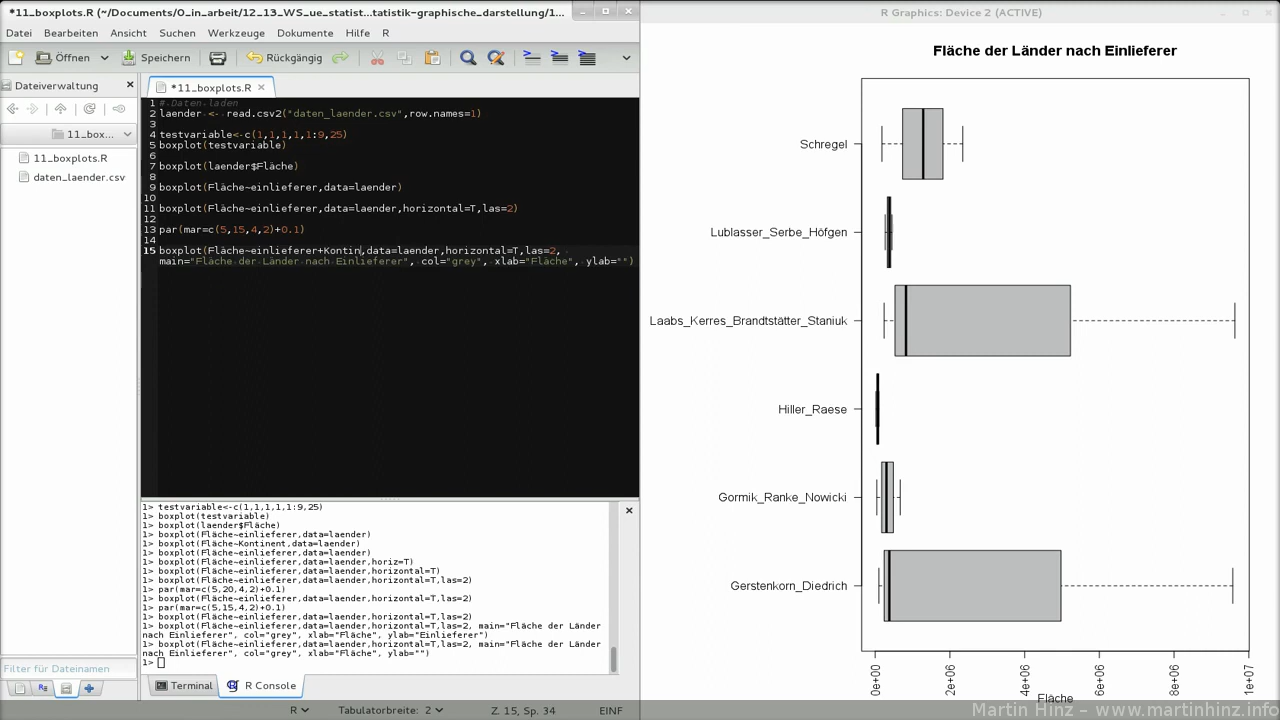 *11_boxplots.R (~/Documents/0_in_arbeit/12_13_WS_ue_statist...tatistik-graphische_darstellung/1...
R Graphics: Device 2 (ACTIVE)
Datei Bearbeiten Ansicht Suchen Werkzeuge Dokumente Hilfe R
Öffnen Speichern Rückgängig
Dateiverwaltung
*11_boxplots.R
11_box...
11_boxplots.R
daten_laender.csv
Filter für Dateinamen
1 # Daten laden
2 laender <- read.csv2("daten_laender.csv",row.names=1)
3
4 testvariable<-c(1,1,1,1,1:9,25)
5 boxplot(testvariable)
6
7 boxplot(laender$Fläche)
8
9 boxplot(Fläche~einlieferer,data=laender)
10
11 boxplot(Fläche~einlieferer,data=laender,horizontal=T,las=2)
12
13 par(mar=c(5,15,4,2)+0.1)
14
15 boxplot(Fläche~einlieferer+Kontin,data=laender,horizontal=T,las=2,
main="Fläche der Länder nach Einlieferer", col="grey", xlab="Fläche", ylab="")
1> testvariable<-c(1,1,1,1,1:9,25)
1> boxplot(testvariable)
1> boxplot(laender$Fläche)
1> boxplot(Fläche~einlieferer,data=laender)
1> boxplot(Fläche~Kontinent,data=laender)
1> boxplot(Fläche~einlieferer,data=laender)
1> boxplot(Fläche~einlieferer,data=laender,horiz=T)
1> boxplot(Fläche~einlieferer,data=laender,horizontal=T)
1> boxplot(Fläche~einlieferer,data=laender,horizontal=T,las=2)
1> par(mar=c(5,20,4,2)+0.1)
1> boxplot(Fläche~einlieferer,data=laender,horizontal=T,las=2)
1> par(mar=c(5,15,4,2)+0.1)
1> boxplot(Fläche~einlieferer,data=laender,horizontal=T,las=2)
1> boxplot(Fläche~einlieferer,data=laender,horizontal=T,las=2, main="Fläche der Länder
nach Einlieferer", col="grey", xlab="Fläche", ylab="Einlieferer")
1> boxplot(Fläche~einlieferer,data=laender,horizontal=T,las=2, main="Fläche der Länder
nach Einlieferer", col="grey", xlab="Fläche", ylab="")
1>
Terminal R Console
R Tabulatorbreite: 2 Z. 15, Sp. 34 EINF
Fläche der Länder nach Einlieferer
Schregel
Lublasser_Serbe_Höfgen
Laabs_Kerres_Brandtstätter_Staniuk
Hiller_Raese
Gormik_Ranke_Nowicki
Gerstenkorn_Diedrich
0e+00 2e+06 4e+06 6e+06 8e+06 1e+07
Fläche
Martin Hinz - www.martinhinz.info